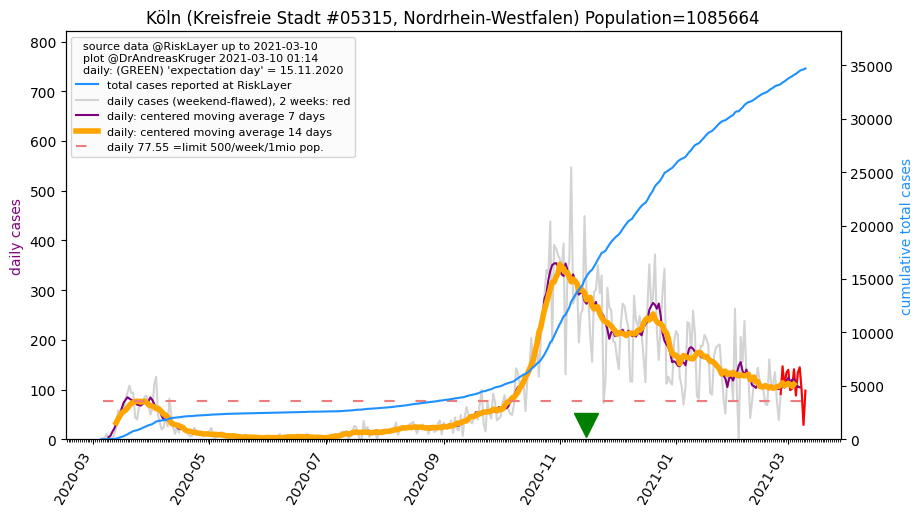 Köln (Kreisfreie Stadt #05315, Nordrhein-Westfalen) Population=1085664
source data @RiskLayer up to 2021-03-10
plot @DrAndreasKruger 2021-03-10 01:14
daily: (GREEN) 'expectation day' = 15.11.2020
total cases reported at RiskLayer
daily cases (weekend-flawed), 2 weeks: red
daily: centered moving average 7 days
daily: centered moving average 14 days
daily 77.55 =limit 500/week/1mio pop.
daily cases
800
700
600
500
400
300
200
100
0
cumulative total cases
35000
30000
25000
20000
15000
10000
5000
0
2020-03
2020-05
2020-07
2020-09
2020-11
2021-01
2021-03